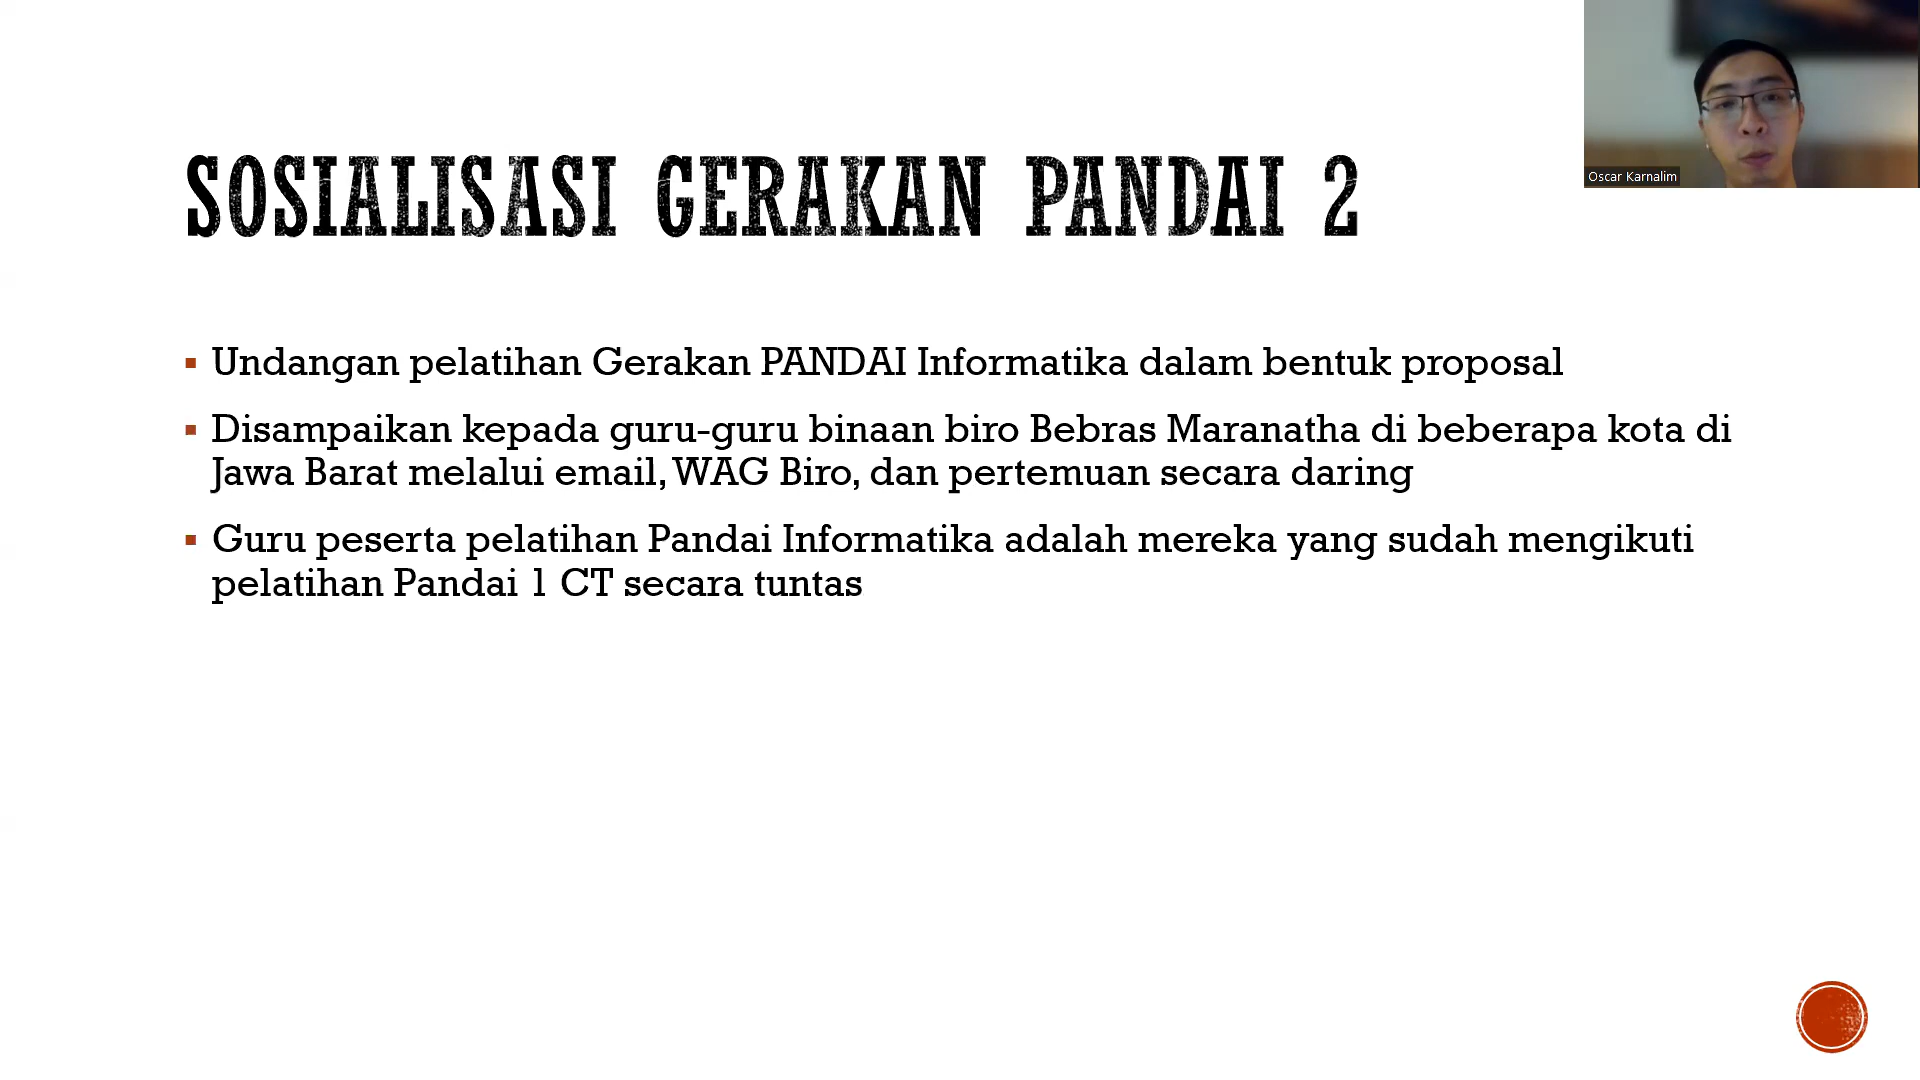 Oscar Karnalim
SOSIALISASI GERAKAN PANDAI 2
▪ Undangan pelatihan Gerakan PANDAI Informatika dalam bentuk proposal
▪ Disampaikan kepada guru-guru binaan biro Bebras Maranatha di beberapa kota di
Jawa Barat melalui email, WAG Biro, dan pertemuan secara daring
▪ Guru peserta pelatihan Pandai Informatika adalah mereka yang sudah mengikuti
pelatihan Pandai 1 CT secara tuntas